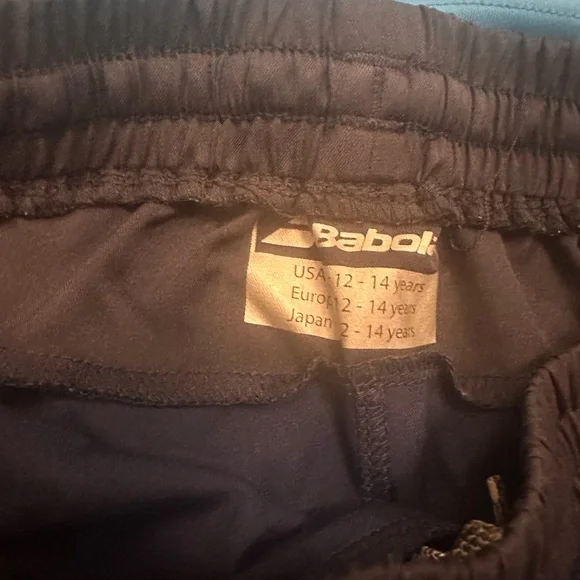 Babol
USA 12 - 14 years
Europ 12 - 14 years
Japan 2 - 14 years